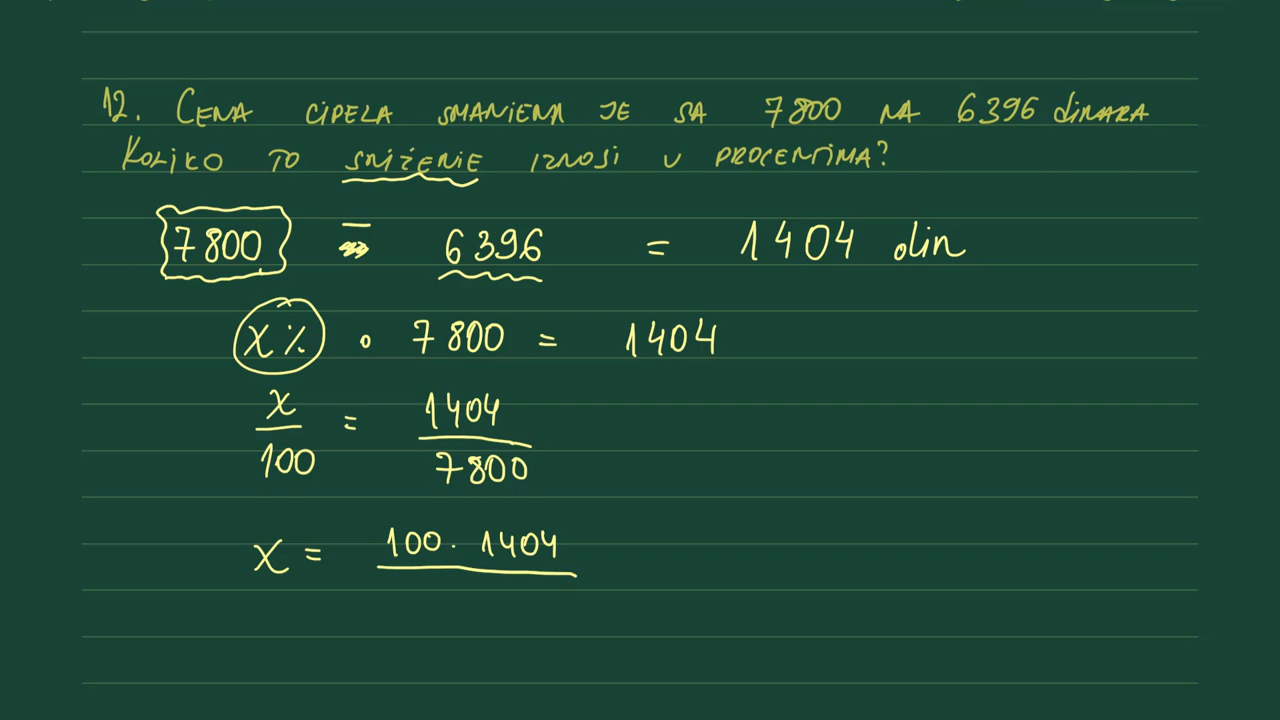 12. CENA CIPELA SMANJENA JE SA 7800 NA 6396 DINARA
KOLIKO TO SNIŽENJE IZNOSI U PROCENTIMA?
7800 - 6396 = 1404 din
x% · 7800 = 1404
x/100 = 1404/7800
x = 100 · 1404